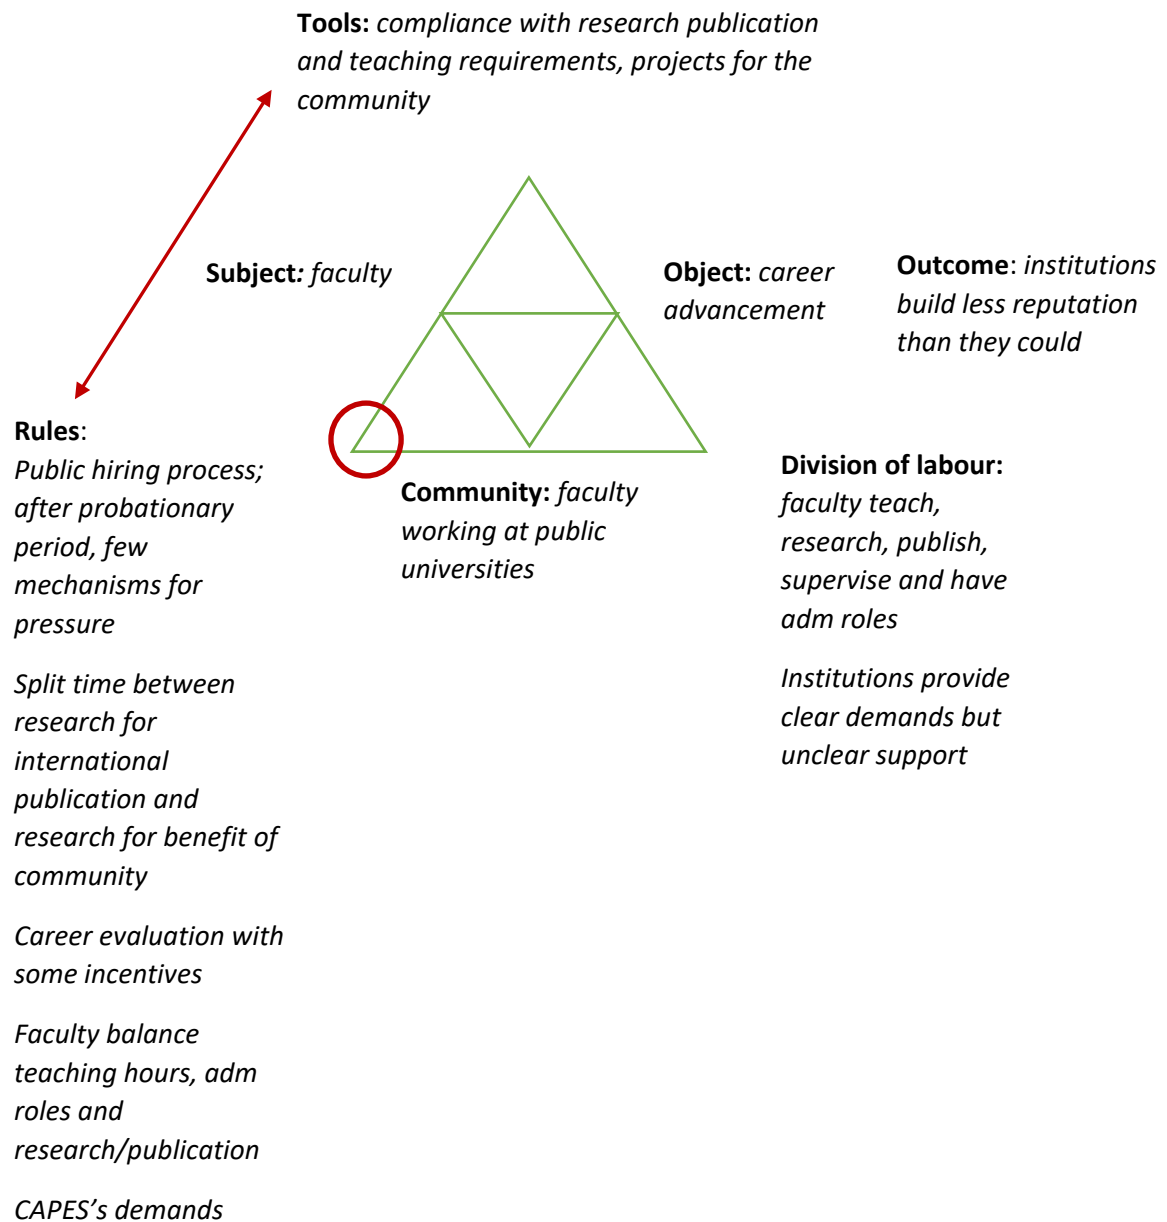 Tools: compliance with research publication
and teaching requirements, projects for the
community
Subject: faculty
Object: career
advancement
Outcome: institutions
build less reputation
than they could
Rules:
Public hiring process;
after probationary
period, few
mechanisms for
pressure
Split time between
research for
international
publication and
research for benefit of
community
Career evaluation with
some incentives
Faculty balance
teaching hours, adm
roles and
research/publication
CAPES’s demands
Community: faculty
working at public
universities
Division of labour:
faculty teach,
research, publish,
supervise and have
adm roles
Institutions provide
clear demands but
unclear support